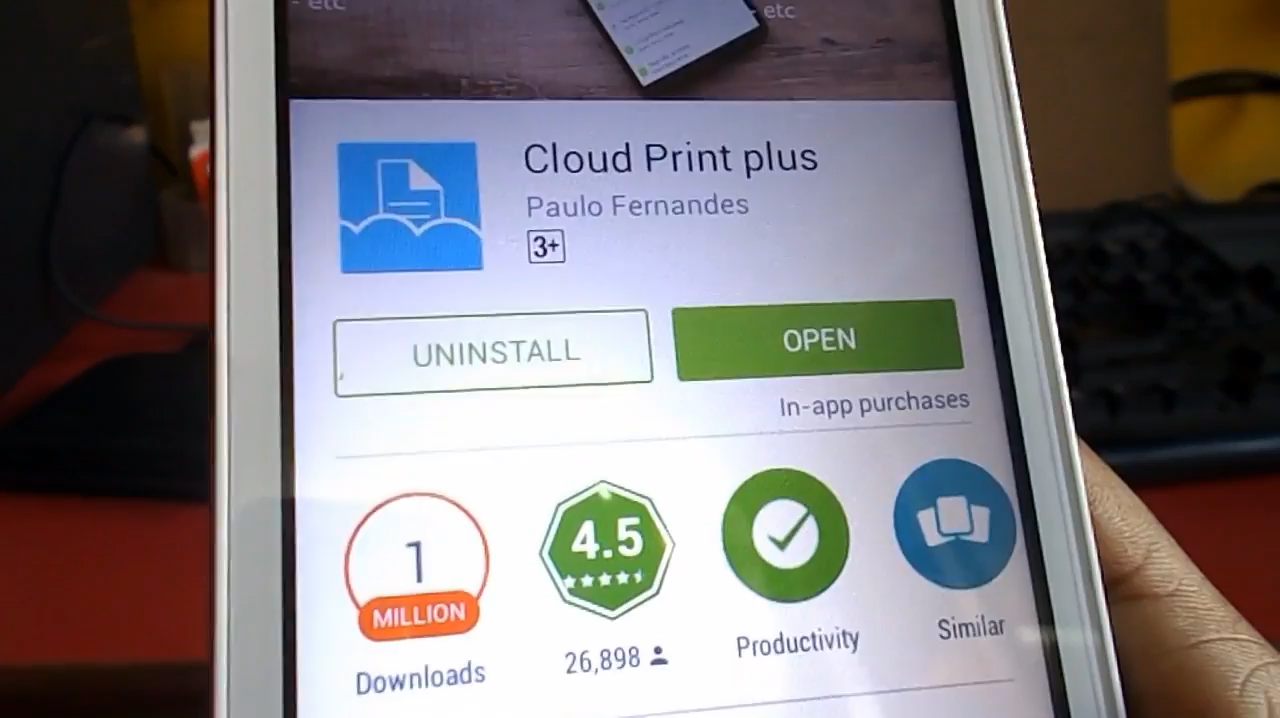 - etc
- etc
Cloud Print plus
Paulo Fernandes
3+
UNINSTALL
OPEN
In-app purchases
1
MILLION
4.5
Downloads
26,898
Productivity
Similar